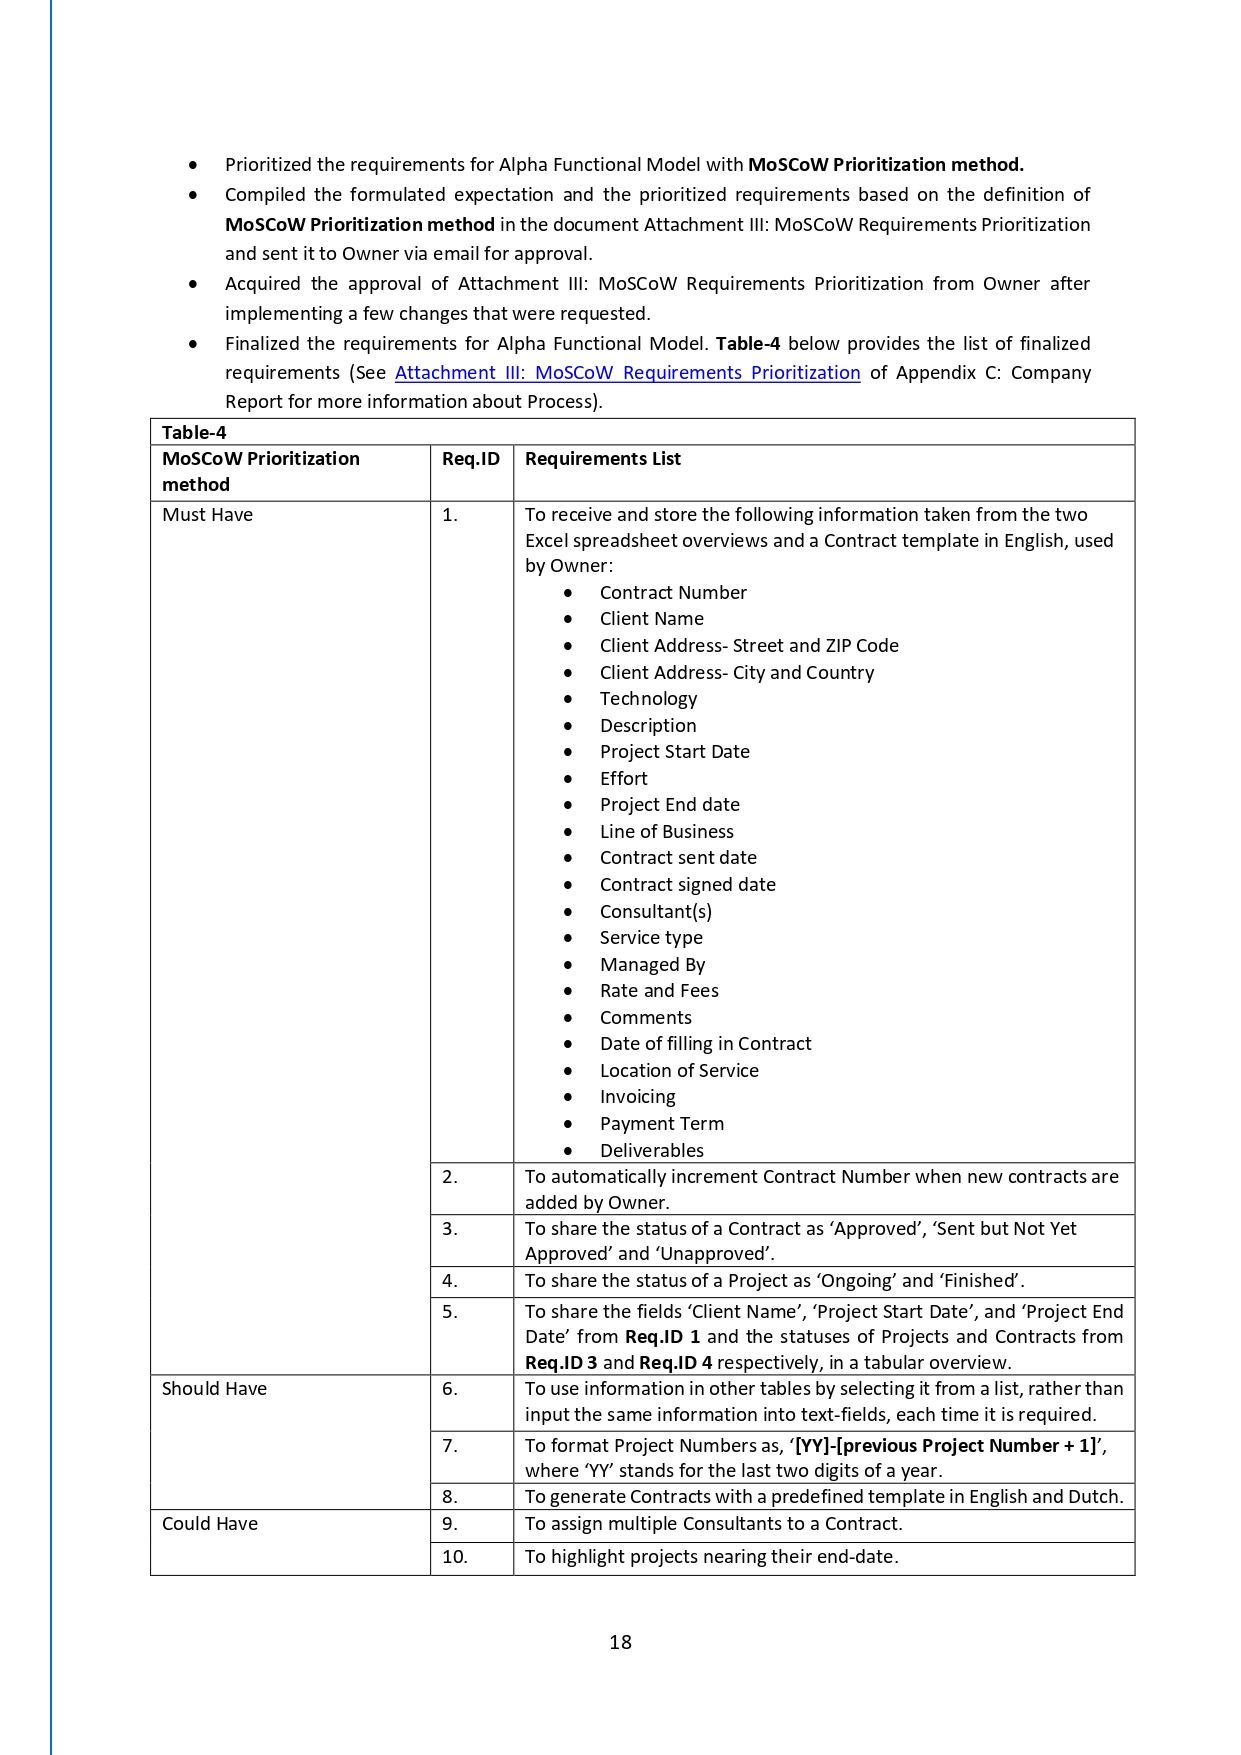 • Prioritized the requirements for Alpha Functional Model with MoSCoW Prioritization method.
• Compiled the formulated expectation and the prioritized requirements based on the definition of
MoSCoW Prioritization method in the document Attachment III: MoSCoW Requirements Prioritization
and sent it to Owner via email for approval.
• Acquired the approval of Attachment III: MoSCoW Requirements Prioritization from Owner after
implementing a few changes that were requested.
• Finalized the requirements for Alpha Functional Model. Table-4 below provides the list of finalized
requirements (See Attachment III: MoSCoW Requirements Prioritization of Appendix C: Company
Report for more information about Process).
Table-4
MoSCoW Prioritization
method
Req.ID
Requirements List
Must Have
1.
To receive and store the following information taken from the two
Excel spreadsheet overviews and a Contract template in English, used
by Owner:
• Contract Number
• Client Name
• Client Address- Street and ZIP Code
• Client Address- City and Country
• Technology
• Description
• Project Start Date
• Effort
• Project End date
• Line of Business
• Contract sent date
• Contract signed date
• Consultant(s)
• Service type
• Managed By
• Rate and Fees
• Comments
• Date of filling in Contract
• Location of Service
• Invoicing
• Payment Term
• Deliverables
2.
To automatically increment Contract Number when new contracts are
added by Owner.
3.
To share the status of a Contract as ‘Approved’, ‘Sent but Not Yet
Approved’ and ‘Unapproved’.
4.
To share the status of a Project as ‘Ongoing’ and ‘Finished’.
5.
To share the fields ‘Client Name’, ‘Project Start Date’, and ‘Project End
Date’ from Req.ID 1 and the statuses of Projects and Contracts from
Req.ID 3 and Req.ID 4 respectively, in a tabular overview.
Should Have
6.
To use information in other tables by selecting it from a list, rather than
input the same information into text-fields, each time it is required.
7.
To format Project Numbers as, ‘[YY]-[previous Project Number + 1]’,
where ‘YY’ stands for the last two digits of a year.
8.
To generate Contracts with a predefined template in English and Dutch.
Could Have
9.
To assign multiple Consultants to a Contract.
10.
To highlight projects nearing their end-date.
18